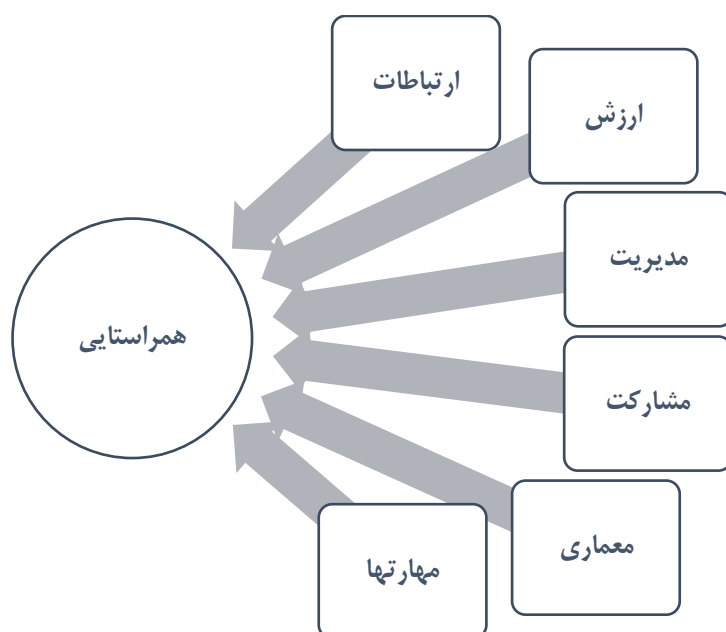 ارتباطات
ارزش
مدیریت
همراستایی
مشارکت
معماری
مهارتها